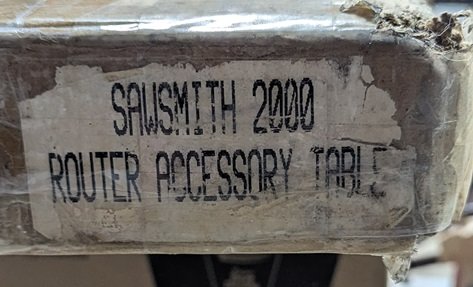 SAWSMITH 2000
ROUTER ACCESSORY TABLE